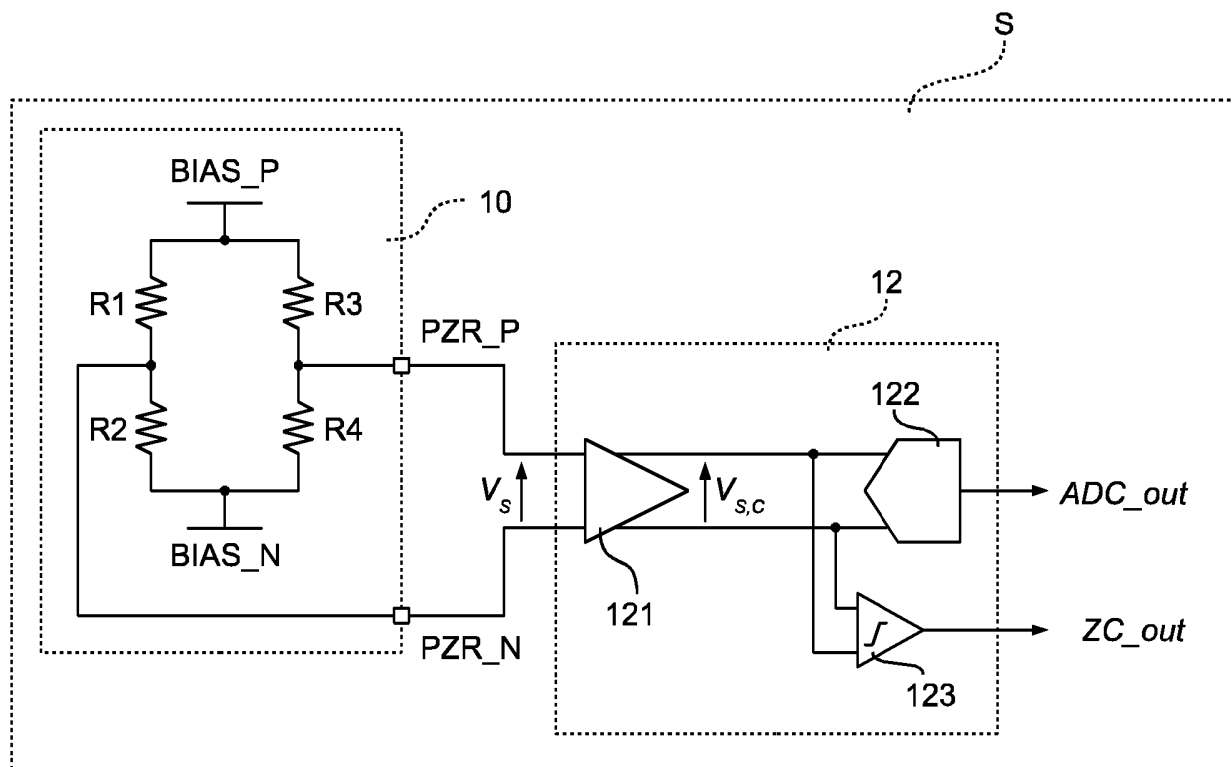 S
BIAS_P
10
R1
R3
12
PZR_P
122
R2
R4
V_s
V_s,c
ADC_out
BIAS_N
121
ZC_out
PZR_N
123